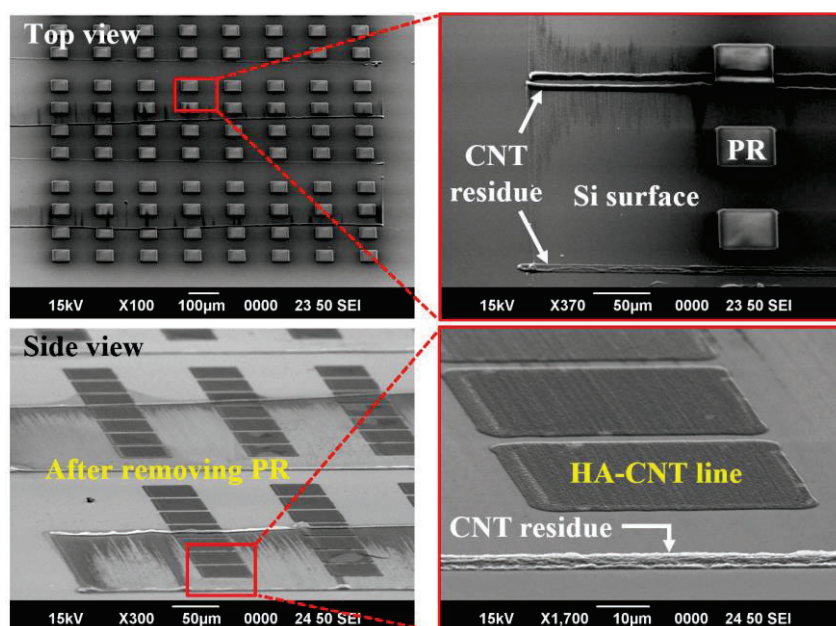 Top view
15kV X100 100µm 0000 23 50 SEI
CNT
residue
PR
Si surface
15kV X370 50µm 0000 23 50 SEI
Side view
After removing PR
15kV X300 50µm 0000 24 50 SEI
HA-CNT line
CNT residue
15kV X1,700 10µm 0000 24 50 SEI